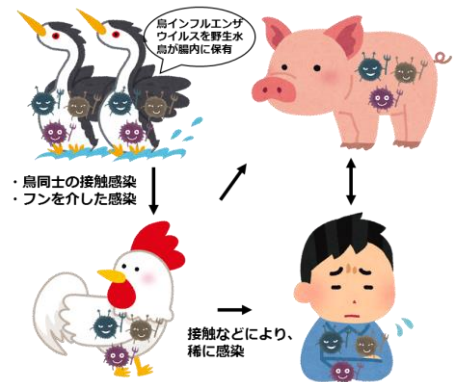 鳥インフルエンザ
ウイルスを野生水
鳥が腸内に保有
・鳥同士の接触感染
・フンを介した感染
接触などにより、
稀に感染